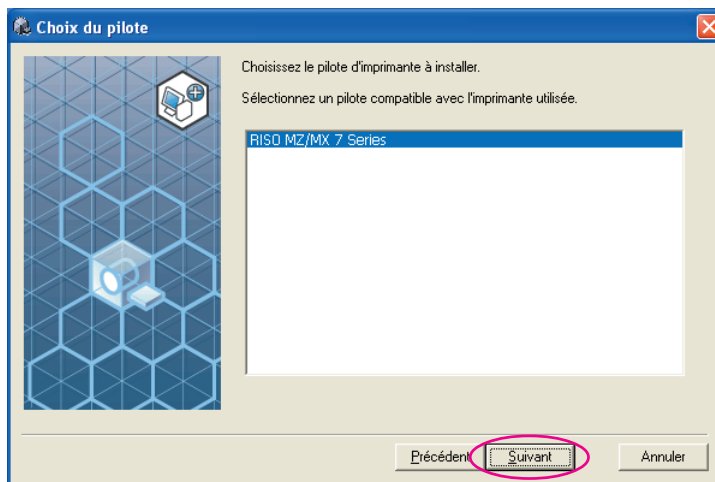 Choix du pilote
Choisissez le pilote d'imprimante à installer.
Sélectionnez un pilote compatible avec l'imprimante utilisée.
RISO MZ/MX 7 Series
Précédent
Suivant
Annuler